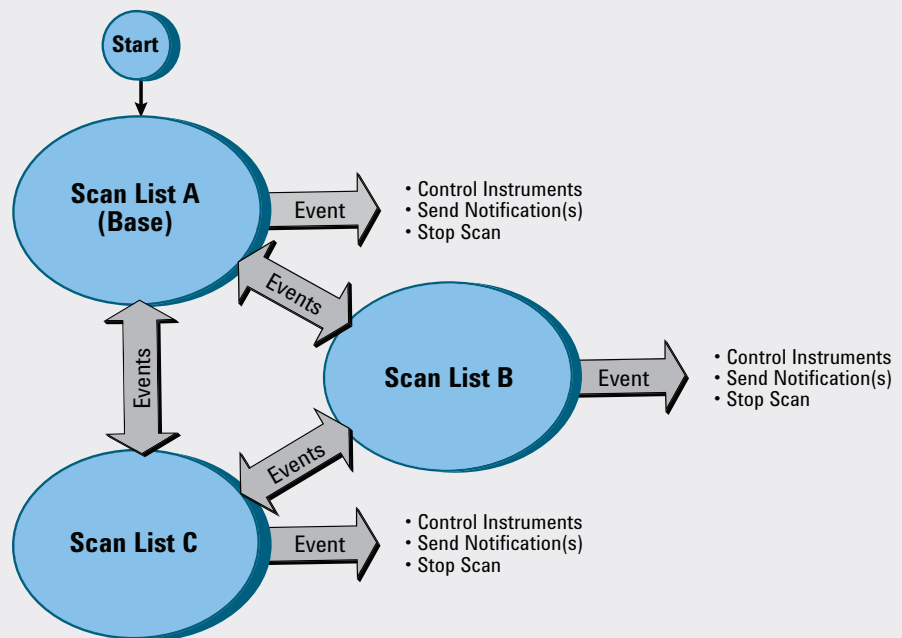 Start
Scan List A
(Base)
Event
• Control Instruments
• Send Notification(s)
• Stop Scan
Events
Events
Scan List B
Event
• Control Instruments
• Send Notification(s)
• Stop Scan
Events
Scan List C
Event
• Control Instruments
• Send Notification(s)
• Stop Scan